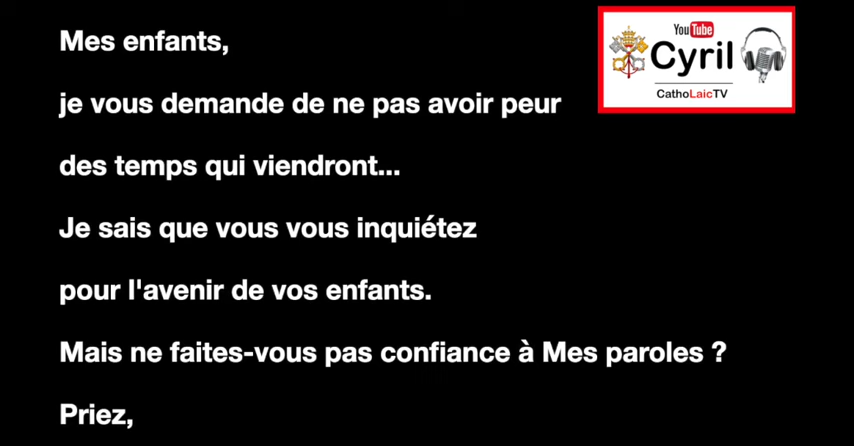 Mes enfants,
je vous demande de ne pas avoir peur
des temps qui viendront...
Je sais que vous vous inquiétez
pour l'avenir de vos enfants.
Mais ne faites-vous pas confiance à Mes paroles ?
Priez,
YouTube
Cyril
CathoLaicTV